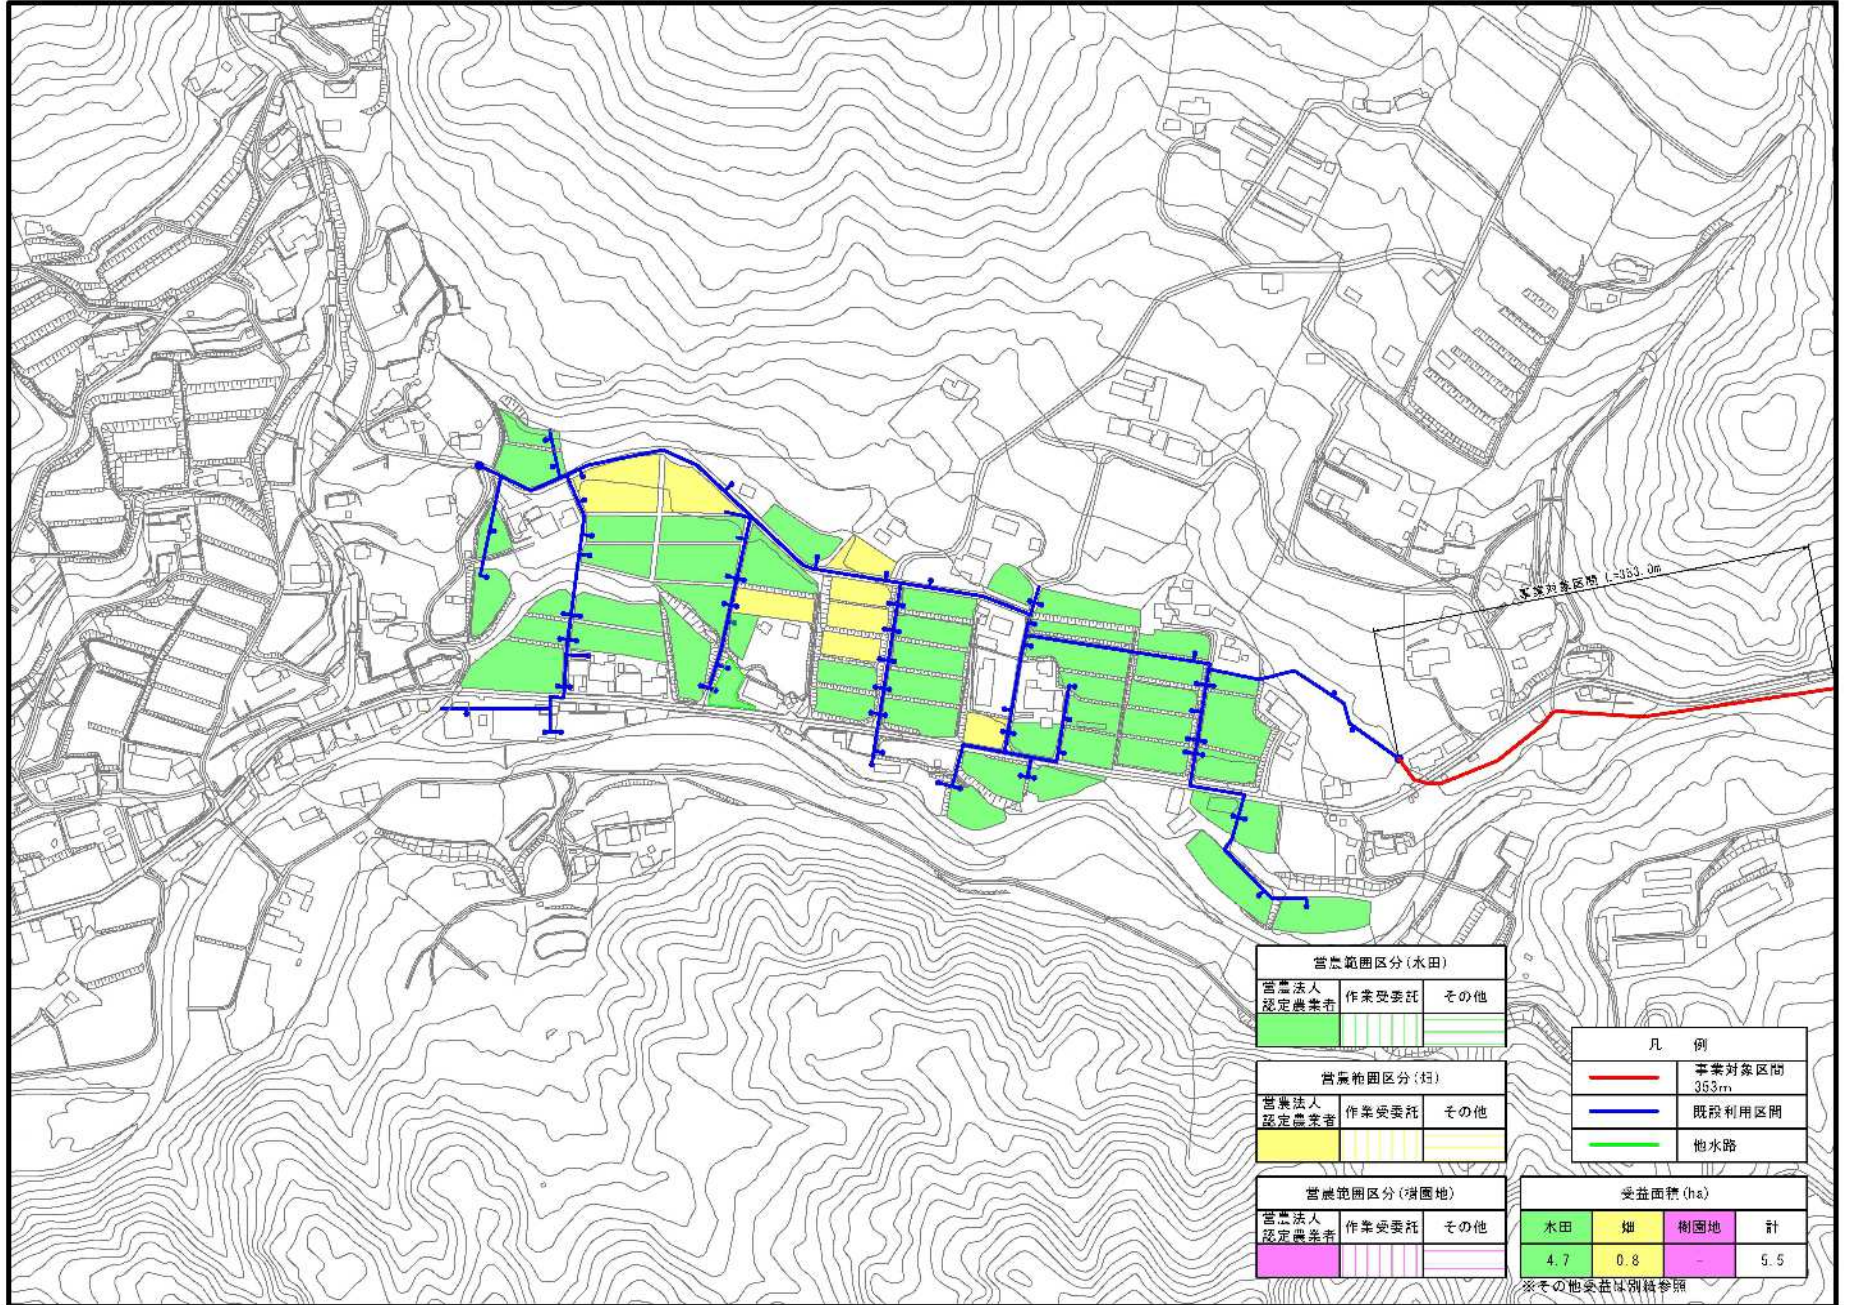 事業対象区間 L=353.0m
営農範囲区分(水田)
営農法人
認定農業者
作業受委託
その他
営農範囲区分(畑)
営農法人
認定農業者
作業受委託
その他
営農範囲区分(樹園地)
営農法人
認定農業者
作業受委託
その他
凡 例
事業対象区間
353m
既設利用区間
他水路
受益面積(ha)
水田 畑 樹園地 計
4.7 0.8 - 5.5
※その他受益は別紙参照